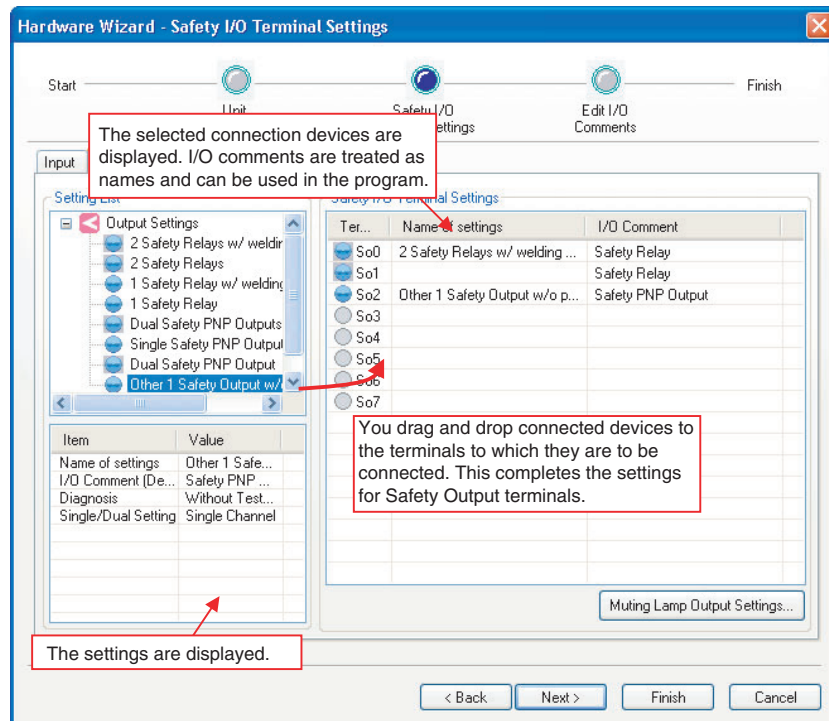 Hardware Wizard - Safety I/O Terminal Settings
Start
Finish
Unit
Safety I/O
Edit I/O
ettings
Comments
The selected connection devices are
displayed. I/O comments are treated as
names and can be used in the program.
Input
Setting List
Safety I/O Terminal Settings
Output Settings
2 Safety Relays w/ weldir
2 Safety Relays
1 Safety Relay w/ welding
1 Safety Relay
Dual Safety PNP Outputs
Single Safety PNP Output
Dual Safety PNP Output
Other 1 Safety Output w/
Ter... Name of settings I/O Comment
So0 2 Safety Relays w/ welding ... Safety Relay
So1 Safety Relay
So2 Other 1 Safety Output w/o p... Safety PNP Output
So3
So4
So5
So6
So7
You drag and drop connected devices to
the terminals to which they are to be
connected. This completes the settings
for Safety Output terminals.
Item Value
Name of settings Other 1 Safe...
I/O Comment (De... Safety PNP ...
Diagnosis Without Test...
Single/Dual Setting Single Channel
Muting Lamp Output Settings...
The settings are displayed.
< Back
Next >
Finish
Cancel